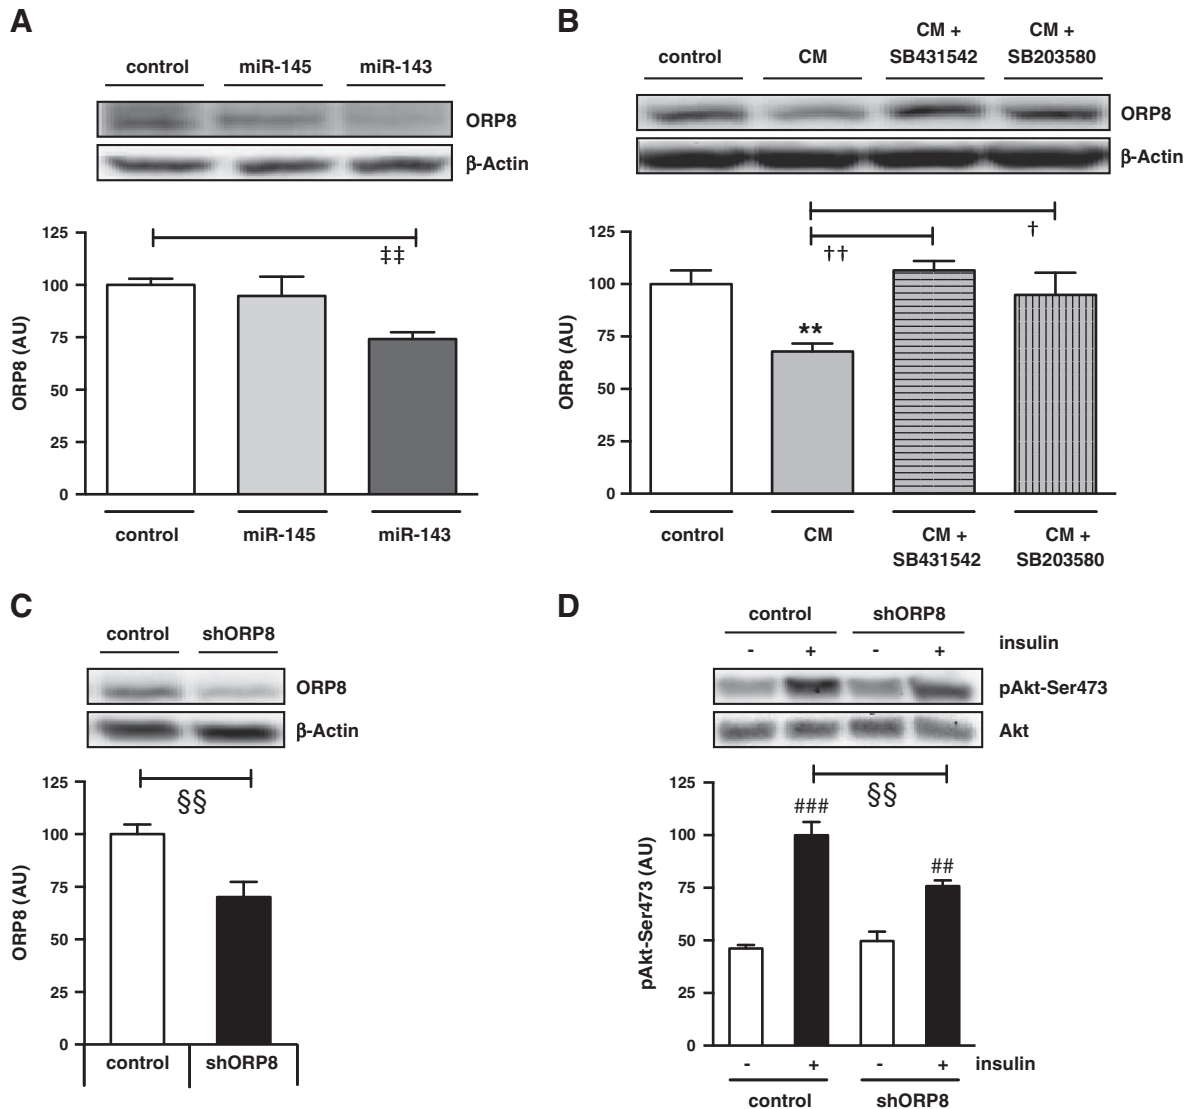 A
control miR-145 miR-143
ORP8
β-Actin
125
100
75
50
25
0
ORP8 (AU)
‡‡
control miR-145 miR-143
B
control CM CM + SB431542 CM + SB203580
ORP8
β-Actin
125
100
75
50
25
0
ORP8 (AU)
†
††
**
control CM CM + SB431542 CM + SB203580
C
control shORP8
ORP8
β-Actin
125
100
75
50
25
0
ORP8 (AU)
§§
control shORP8
D
control shORP8
- + - + insulin
pAkt-Ser473
Akt
125
100
75
50
25
0
pAkt-Ser473 (AU)
§§
###
##
- + - + insulin
control shORP8